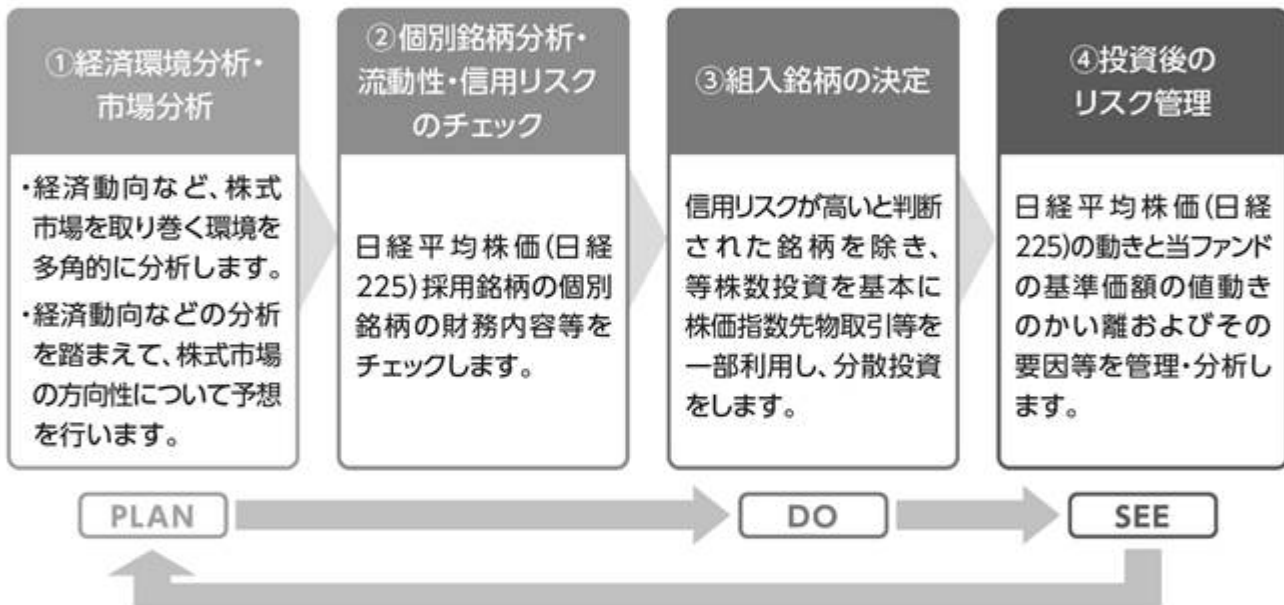 ①経済環境分析・
市場分析
・経済動向など、株式
市場を取り巻く環境を
多角的に分析します。
・経済動向などの分析
を踏まえて、株式市場
の方向性について予想
を行います。
②個別銘柄分析・
流動性・信用リスク
のチェック
日経平均株価(日経
225)採用銘柄の個別
銘柄の財務内容等を
チェックします。
③組入銘柄の決定
信用リスクが高いと判断
された銘柄を除き、
等株数投資を基本に
株価指数先物取引等を
一部利用し、分散投資
をします。
④投資後の
リスク管理
日経平均株価(日経
225)の動きと当ファンド
の基準価額の値動き
のかい離およびその
要因等を管理・分析し
ます。
PLAN
DO
SEE